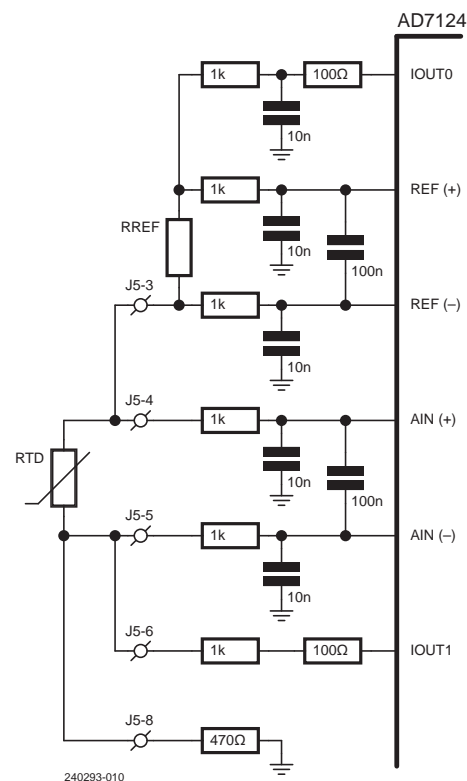 AD7124
1k
100Ω
IOUT0
10n
1k
REF (+)
RREF
10n
100n
J5-3
1k
REF (–)
10n
J5-4
1k
AIN (+)
RTD
10n
100n
J5-5
1k
AIN (–)
10n
J5-6
1k
100Ω
IOUT1
J5-8
470Ω
240293-010